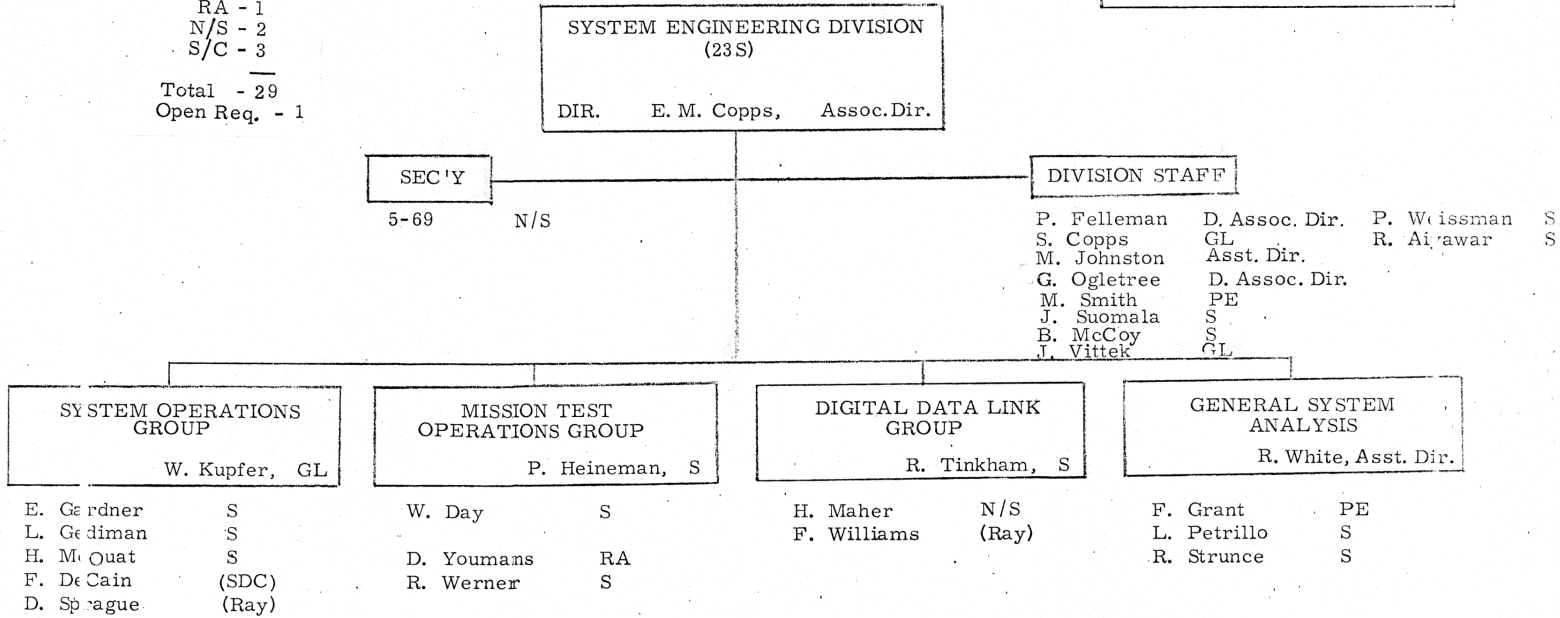 RA - 1
N/S - 2
S/C - 3
Total - 29
Open Req. - 1
SYSTEM ENGINEERING DIVISION
(23S)
DIR. E. M. Copps, Assoc. Dir.
SEC'Y
5-69 N/S
DIVISION STAFF
P. Felleman D. Assoc. Dir. P. Weissman S
S. Copps GL R. S
M. Johnston Asst. Dir.
G. Ogletree D. Assoc. Dir.
M. Smith PE
J. Suomala S
B. McCoy S
J. Vittek GL
SYSTEM OPERATIONS
GROUP
W. Kupfer, GL
E. Gardner S
L. Gediman S
H. McOuat S
F. DeCain (SDC)
D. Sprague (Ray)
MISSION TEST
OPERATIONS GROUP
P. Heineman, S
W. Day S
D. Youmans RA
R. Werner S
DIGITAL DATA LINK
GROUP
R. Tinkham, S
H. Maher N/S
F. Williams (Ray)
GENERAL SYSTEM
ANALYSIS
R. White, Asst. Dir.
F. Grant PE
L. Petrillo S
R. Strunce S